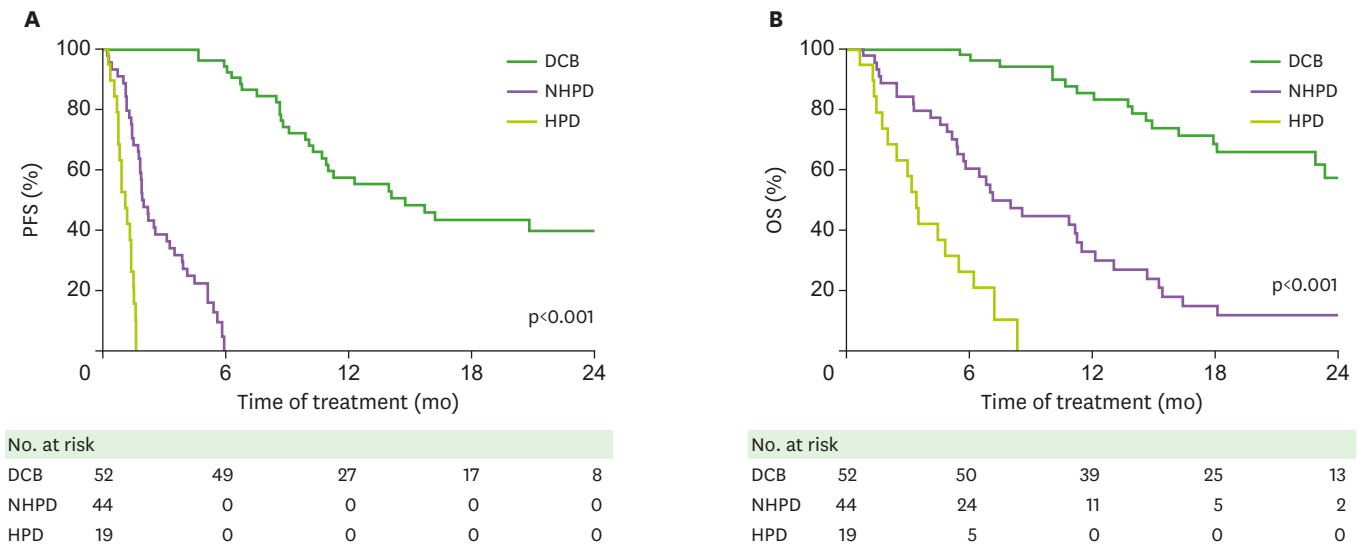 A
100
80
60
40
20
PFS (%)
DCB
NHPD
HPD
p<0.001
0 6 12 18 24
Time of treatment (mo)
No. at risk
DCB 52 49 27 17 8
NHPD 44 0 0 0 0
HPD 19 0 0 0 0
B
100
80
60
40
20
OS (%)
DCB
NHPD
HPD
p<0.001
0 6 12 18 24
Time of treatment (mo)
No. at risk
DCB 52 50 39 25 13
NHPD 44 24 11 5 2
HPD 19 5 0 0 0